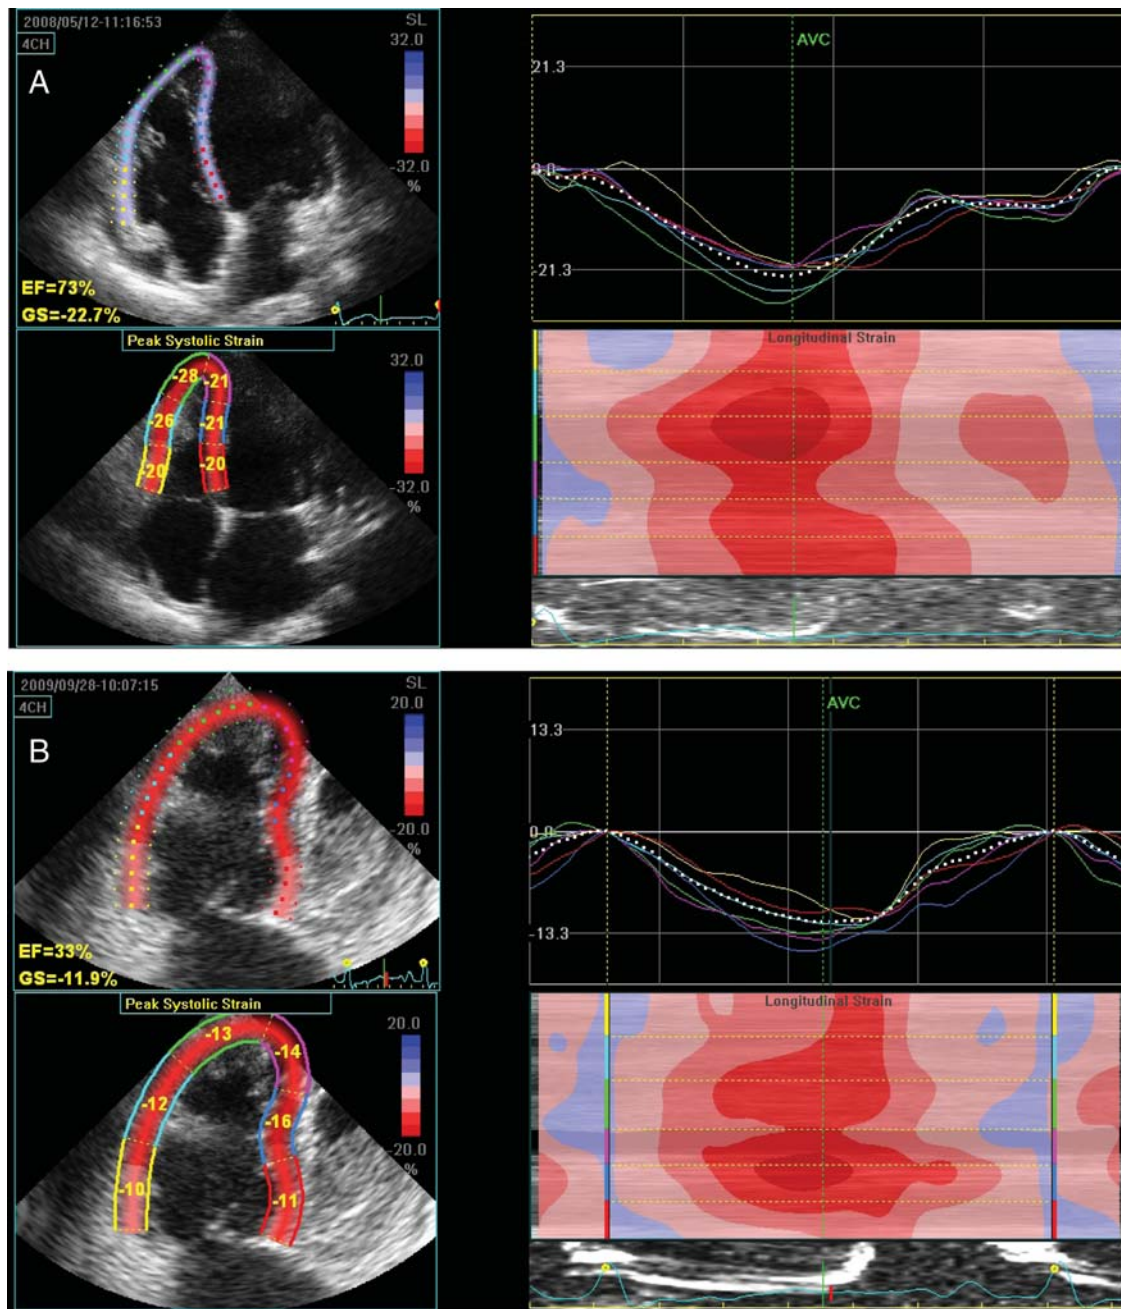 2008/05/12-11:16:53
SL
4CH
32.0
A
-32.0
%
EF=73%
GS=-22.7%
AVC
21.3
0.0
-21.3
Peak Systolic Strain
32.0
-28
-21
-26
-21
-20
-20
-32.0
%
Longitudinal Strain
2009/09/28-10:07:15
SL
4CH
20.0
B
-20.0
%
EF=33%
GS=-11.9%
AVC
13.3
0.0
-13.3
Peak Systolic Strain
20.0
-13
-14
-12
-16
-20.0
%
-10
-11
Longitudinal Strain